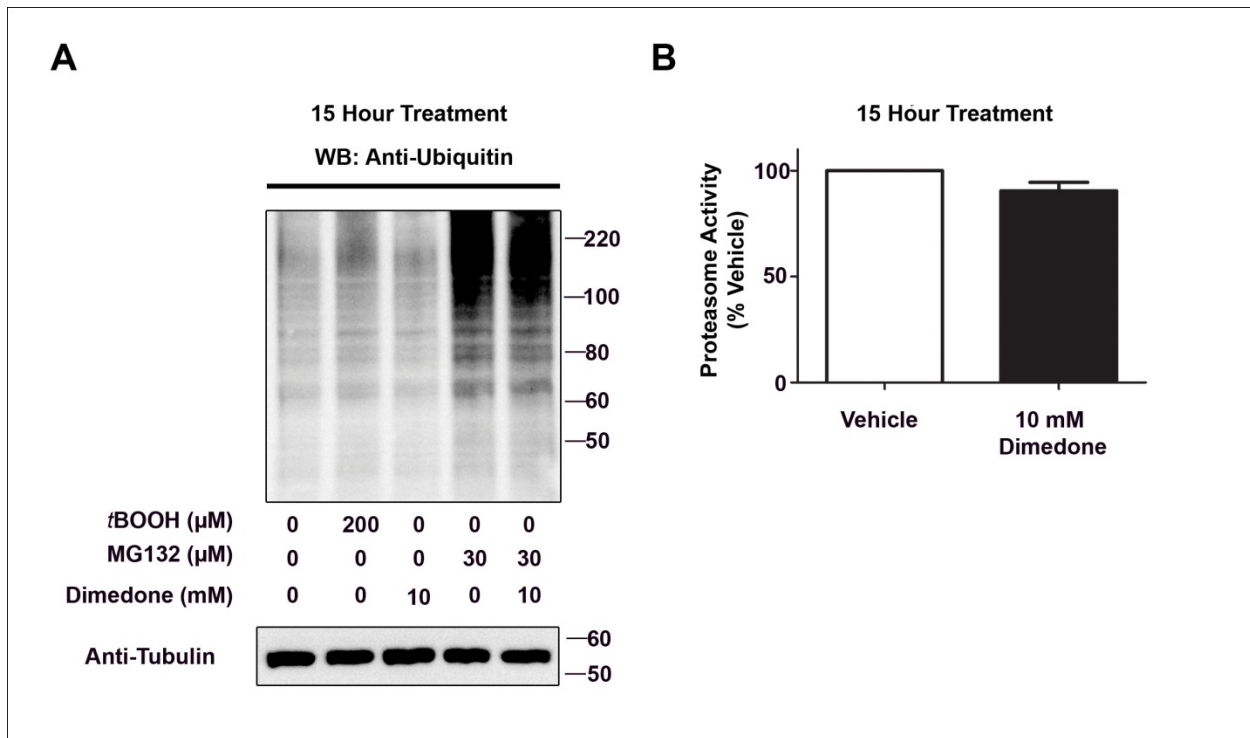 A
15 Hour Treatment
WB: Anti-Ubiquitin
220
100
80
60
50
tBOOH (µM) 0 200 0 0 0
MG132 (µM) 0 0 0 30 30
Dimedone (mM) 0 0 10 0 10
Anti-Tubulin
60
50
B
15 Hour Treatment
Proteasome Activity
(% Vehicle)
100
50
0
Vehicle
10 mM
Dimedone